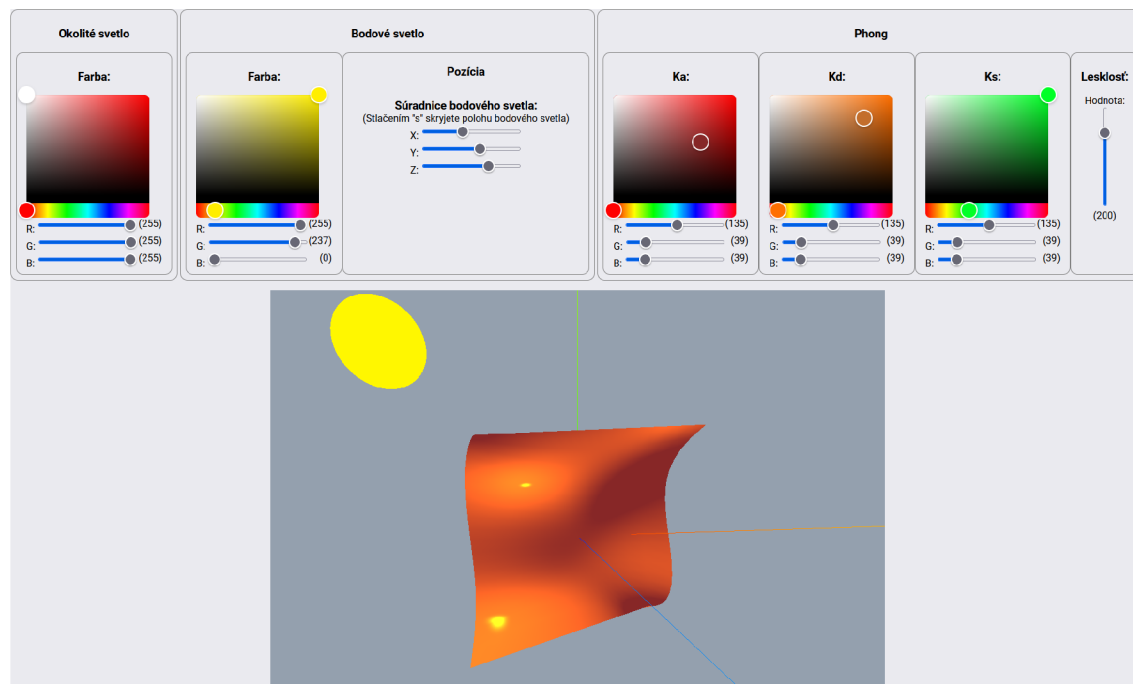 Okolité svetlo
Bodové svetlo
Phong
Farba:
Farba:
Pozícia
Súradnice bodového svetla:
(Stlačením "s" skryjete polohu bodového svetla)
X:
Y:
Z:
Ka:
Kd:
Ks:
Lesklosť:
Hodnota:
(200)
R: (255)
G: (255)
B: (255)
R: (255)
G: (237)
B: (0)
R: (135)
G: (39)
B: (39)
R: (135)
G: (39)
B: (39)
R: (135)
G: (39)
B: (39)